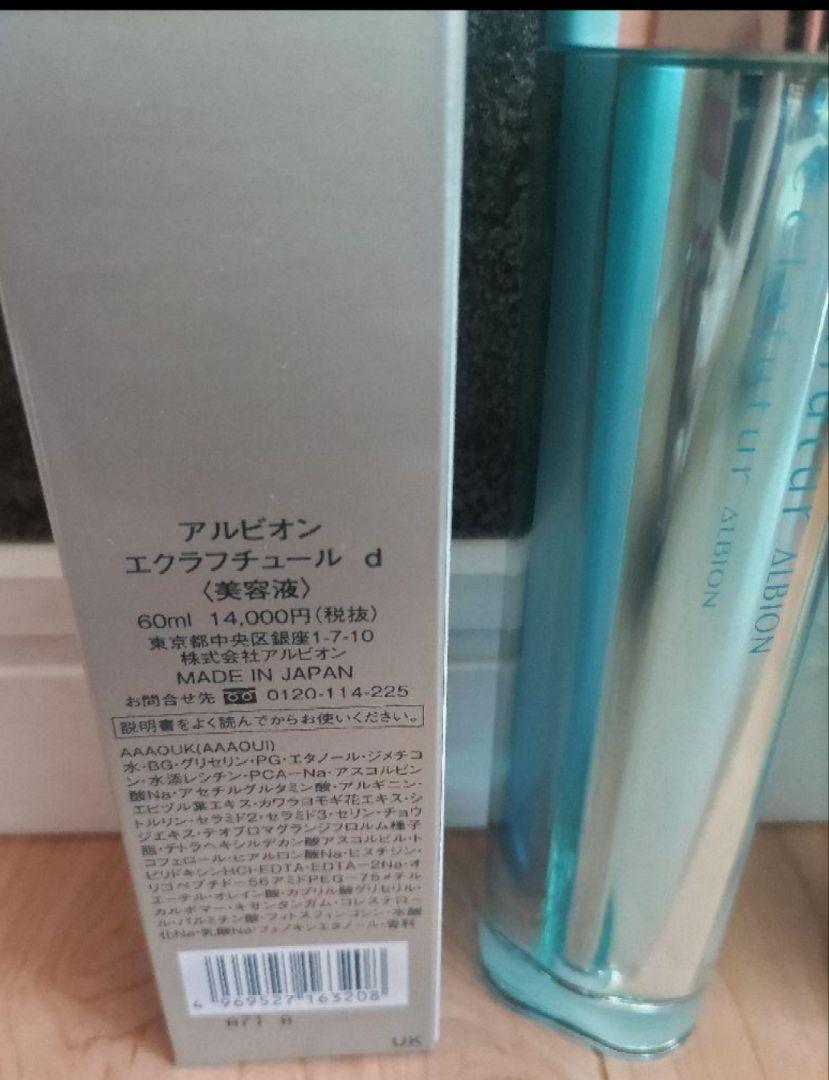 アルビオン
エクラフチュール d
〈美容液〉
60ml 14,000円(税抜)
東京都中央区銀座1-7-10
株式会社アルビオン
MADE IN JAPAN
お問合せ先 0120-114-225
説明書をよく読んでからお使いください。
AAAOUK(AAAOUI)
水・BG・グリセリン・PG・エタノール・ジメチコ
ン・水添レシチン・PCA-Na・アスコルビン
酸Na・アセチルグルタミン酸・アルギニン・
エビヅル葉エキス・カワラヨモギ花エキス・シ
トルリン・セラミド2・セラミド3・セリン・チョウ
ジエキス・テオブロマグランジフロルム種子
脂・テトラヘキシルデカン酸アスコルビル・ト
コフェロール・ヒアルロン酸Na・ヒスチジン・
ピリドキシンHCl・EDTA・EDTA-2Na・オ
リゴペプチド-56アミドPEG-75メチル
エーテル・オレイン酸・カプリル酸グリセリル・
カルボマー・キサンタンガム・コレステロー
ル・パルミチン酸・フィトスフィンゴシン・水酸
化Na・乳酸Na・フェノキシエタノール・香料
4 969527 163208
UK
eclafutur ALBION
ALBION